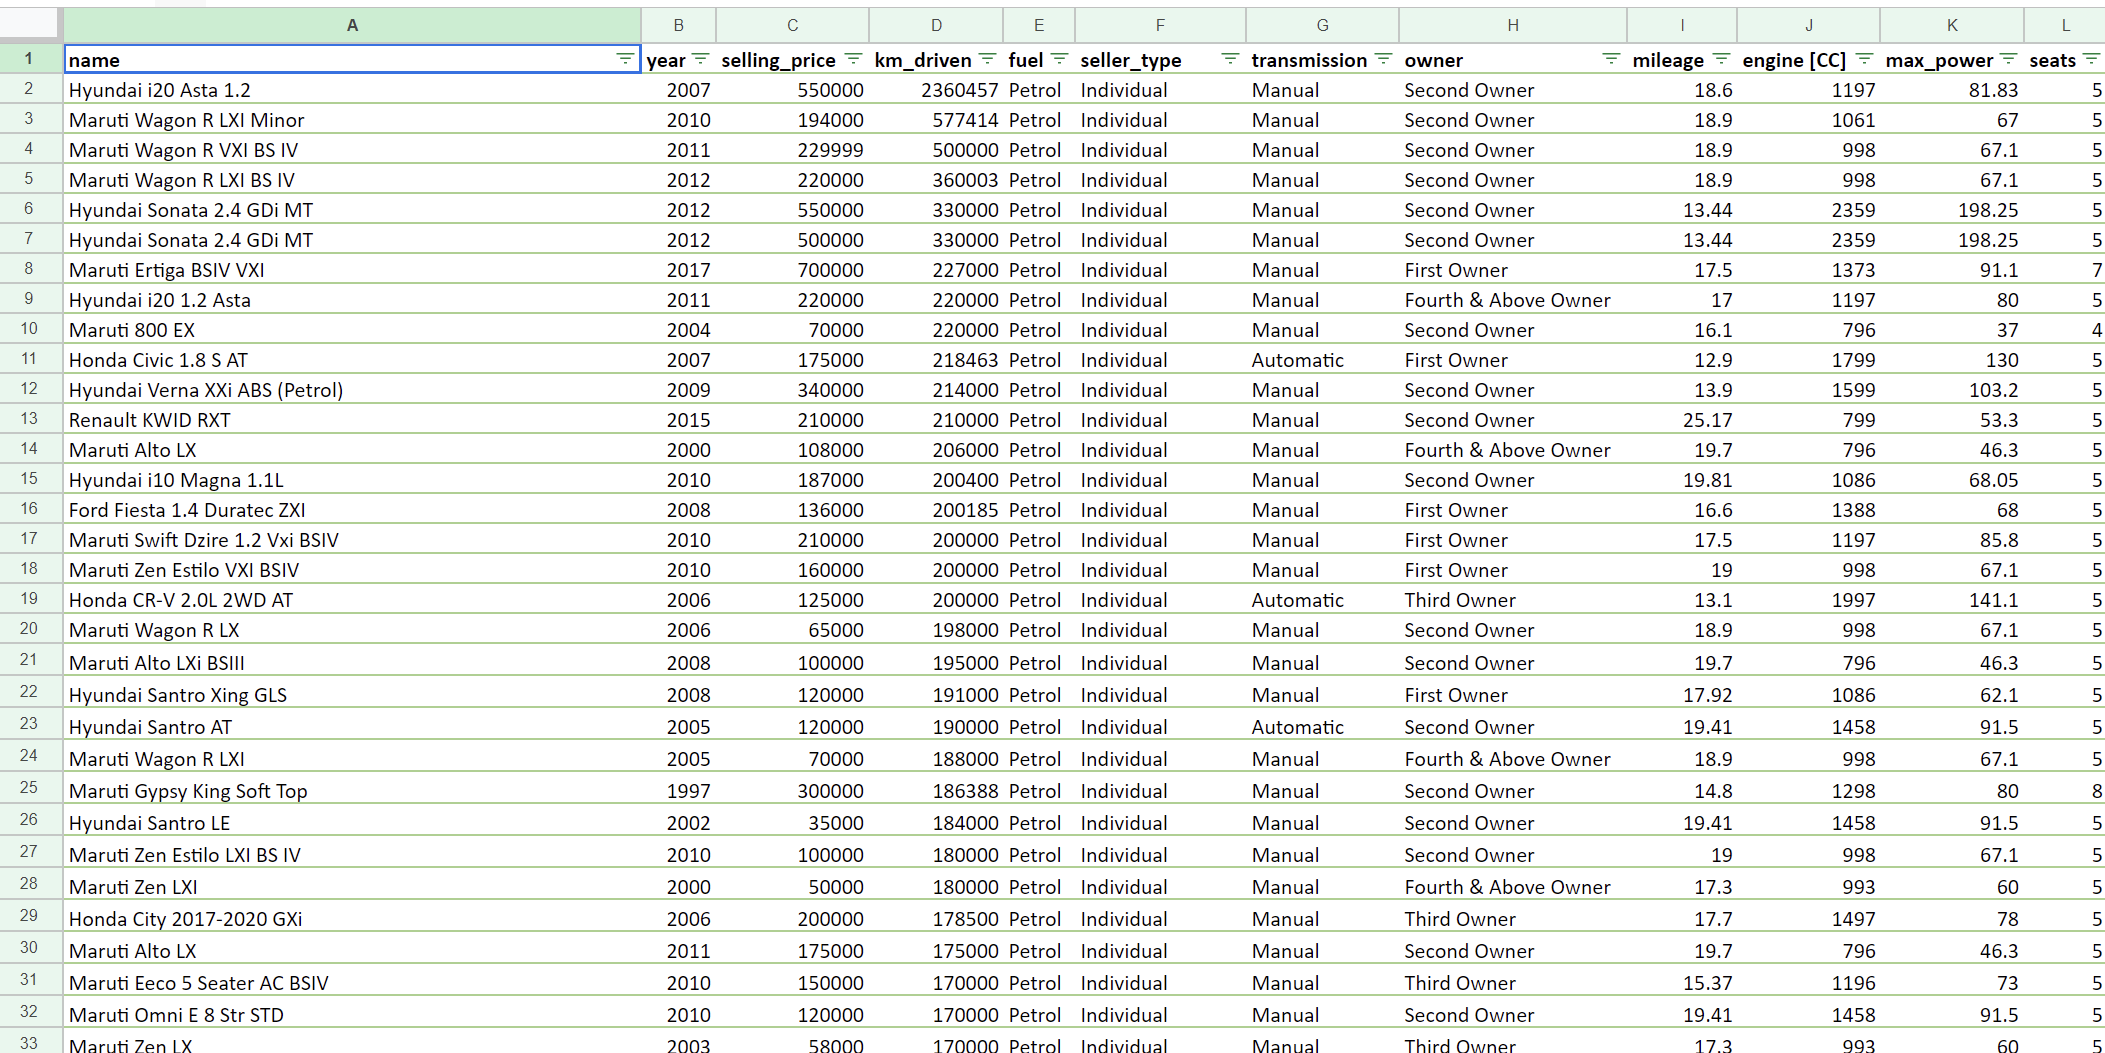 A B C D E F G H I J K L
1 name year selling_price km_driven fuel seller_type transmission owner mileage engine [CC] max_power seats
2 Hyundai i20 Asta 1.2 2007 550000 2360457 Petrol Individual Manual Second Owner 18.6 1197 81.83 5
3 Maruti Wagon R LXI Minor 2010 194000 577414 Petrol Individual Manual Second Owner 18.9 1061 67 5
4 Maruti Wagon R VXI BS IV 2011 229999 500000 Petrol Individual Manual Second Owner 18.9 998 67.1 5
5 Maruti Wagon R LXI BS IV 2012 220000 360003 Petrol Individual Manual Second Owner 18.9 998 67.1 5
6 Hyundai Sonata 2.4 GDi MT 2012 550000 330000 Petrol Individual Manual Second Owner 13.44 2359 198.25 5
7 Hyundai Sonata 2.4 GDi MT 2012 500000 330000 Petrol Individual Manual Second Owner 13.44 2359 198.25 5
8 Maruti Ertiga BSIV VXI 2017 700000 227000 Petrol Individual Manual First Owner 17.5 1373 91.1 7
9 Hyundai i20 1.2 Asta 2011 220000 220000 Petrol Individual Manual Fourth & Above Owner 17 1197 80 5
10 Maruti 800 EX 2004 70000 220000 Petrol Individual Manual Second Owner 16.1 796 37 4
11 Honda Civic 1.8 S AT 2007 175000 218463 Petrol Individual Automatic First Owner 12.9 1799 130 5
12 Hyundai Verna XXi ABS (Petrol) 2009 340000 214000 Petrol Individual Manual Second Owner 13.9 1599 103.2 5
13 Renault KWID RXT 2015 210000 210000 Petrol Individual Manual Second Owner 25.17 799 53.3 5
14 Maruti Alto LX 2000 108000 206000 Petrol Individual Manual Fourth & Above Owner 19.7 796 46.3 5
15 Hyundai i10 Magna 1.1L 2010 187000 200400 Petrol Individual Manual Second Owner 19.81 1086 68.05 5
16 Ford Fiesta 1.4 Duratec ZXI 2008 136000 200185 Petrol Individual Manual First Owner 16.6 1388 68 5
17 Maruti Swift Dzire 1.2 Vxi BSIV 2010 210000 200000 Petrol Individual Manual First Owner 17.5 1197 85.8 5
18 Maruti Zen Estilo VXI BSIV 2010 160000 200000 Petrol Individual Manual First Owner 19 998 67.1 5
19 Honda CR-V 2.0L 2WD AT 2006 125000 200000 Petrol Individual Automatic Third Owner 13.1 1997 141.1 5
20 Maruti Wagon R LX 2006 65000 198000 Petrol Individual Manual Second Owner 18.9 998 67.1 5
21 Maruti Alto LXi BSIII 2008 100000 195000 Petrol Individual Manual Second Owner 19.7 796 46.3 5
22 Hyundai Santro Xing GLS 2008 120000 191000 Petrol Individual Manual First Owner 17.92 1086 62.1 5
23 Hyundai Santro AT 2005 120000 190000 Petrol Individual Automatic Second Owner 19.41 1458 91.5 5
24 Maruti Wagon R LXI 2005 70000 188000 Petrol Individual Manual Fourth & Above Owner 18.9 998 67.1 5
25 Maruti Gypsy King Soft Top 1997 300000 186388 Petrol Individual Manual Second Owner 14.8 1298 80 8
26 Hyundai Santro LE 2002 35000 184000 Petrol Individual Manual Second Owner 19.41 1458 91.5 5
27 Maruti Zen Estilo LXI BS IV 2010 100000 180000 Petrol Individual Manual Second Owner 19 998 67.1 5
28 Maruti Zen LXI 2000 50000 180000 Petrol Individual Manual Fourth & Above Owner 17.3 993 60 5
29 Honda City 2017-2020 GXi 2006 200000 178500 Petrol Individual Manual Third Owner 17.7 1497 78 5
30 Maruti Alto LX 2011 175000 175000 Petrol Individual Manual Second Owner 19.7 796 46.3 5
31 Maruti Eeco 5 Seater AC BSIV 2010 150000 170000 Petrol Individual Manual Third Owner 15.37 1196 73 5
32 Maruti Omni E 8 Str STD 2010 120000 170000 Petrol Individual Manual Second Owner 19.41 1458 91.5 5
33 Maruti Zen LX 2003 58000 170000 Petrol Individual Manual Third Owner 17.3 993 60 5